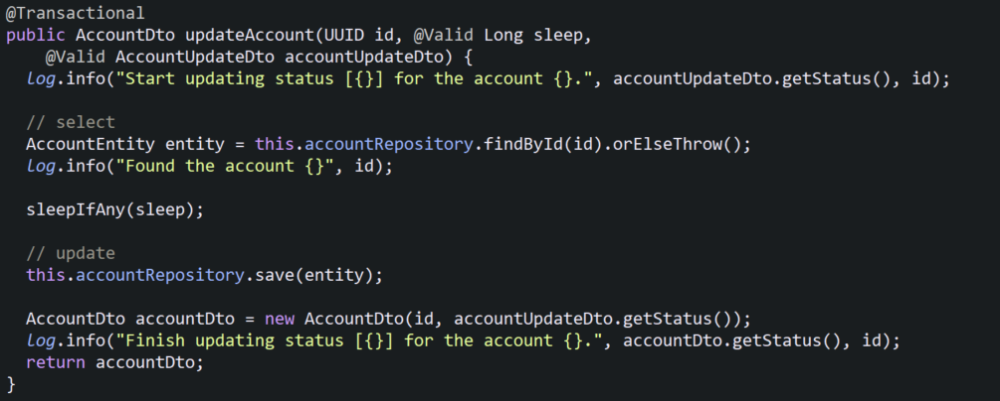 @Transactional
public AccountDto updateAccount(UUID id, @Valid Long sleep,
    @Valid AccountUpdateDto accountUpdateDto) {
  log.info("Start updating status [{}] for the account {}.", accountUpdateDto.getStatus(), id);
  // select
  AccountEntity entity = this.accountRepository.findById(id).orElseThrow();
  log.info("Found the account {}", id);
  sleepIfAny(sleep);
  // update
  this.accountRepository.save(entity);
  AccountDto accountDto = new AccountDto(id, accountUpdateDto.getStatus());
  log.info("Finish updating status [{}] for the account {}.", accountDto.getStatus(), id);
  return accountDto;
}